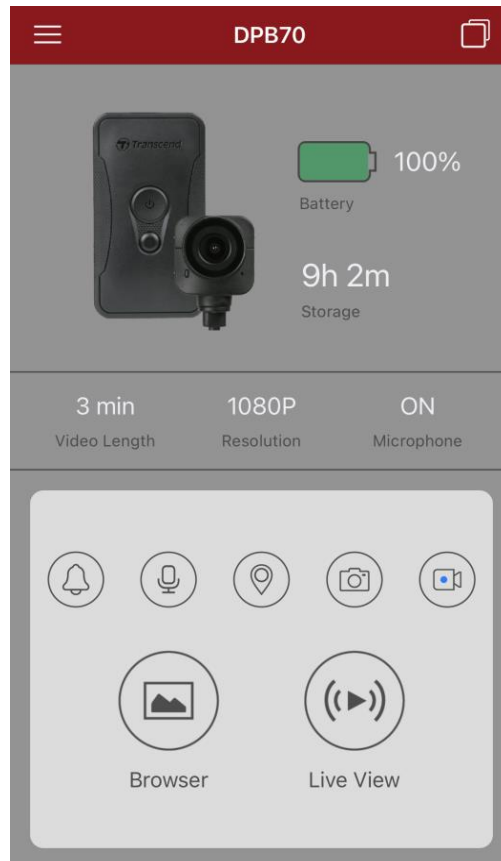 DPB70
Transcend
100%
Battery
9h 2m
Storage
3 min
1080P
ON
Video Length
Resolution
Microphone
Browser
Live View